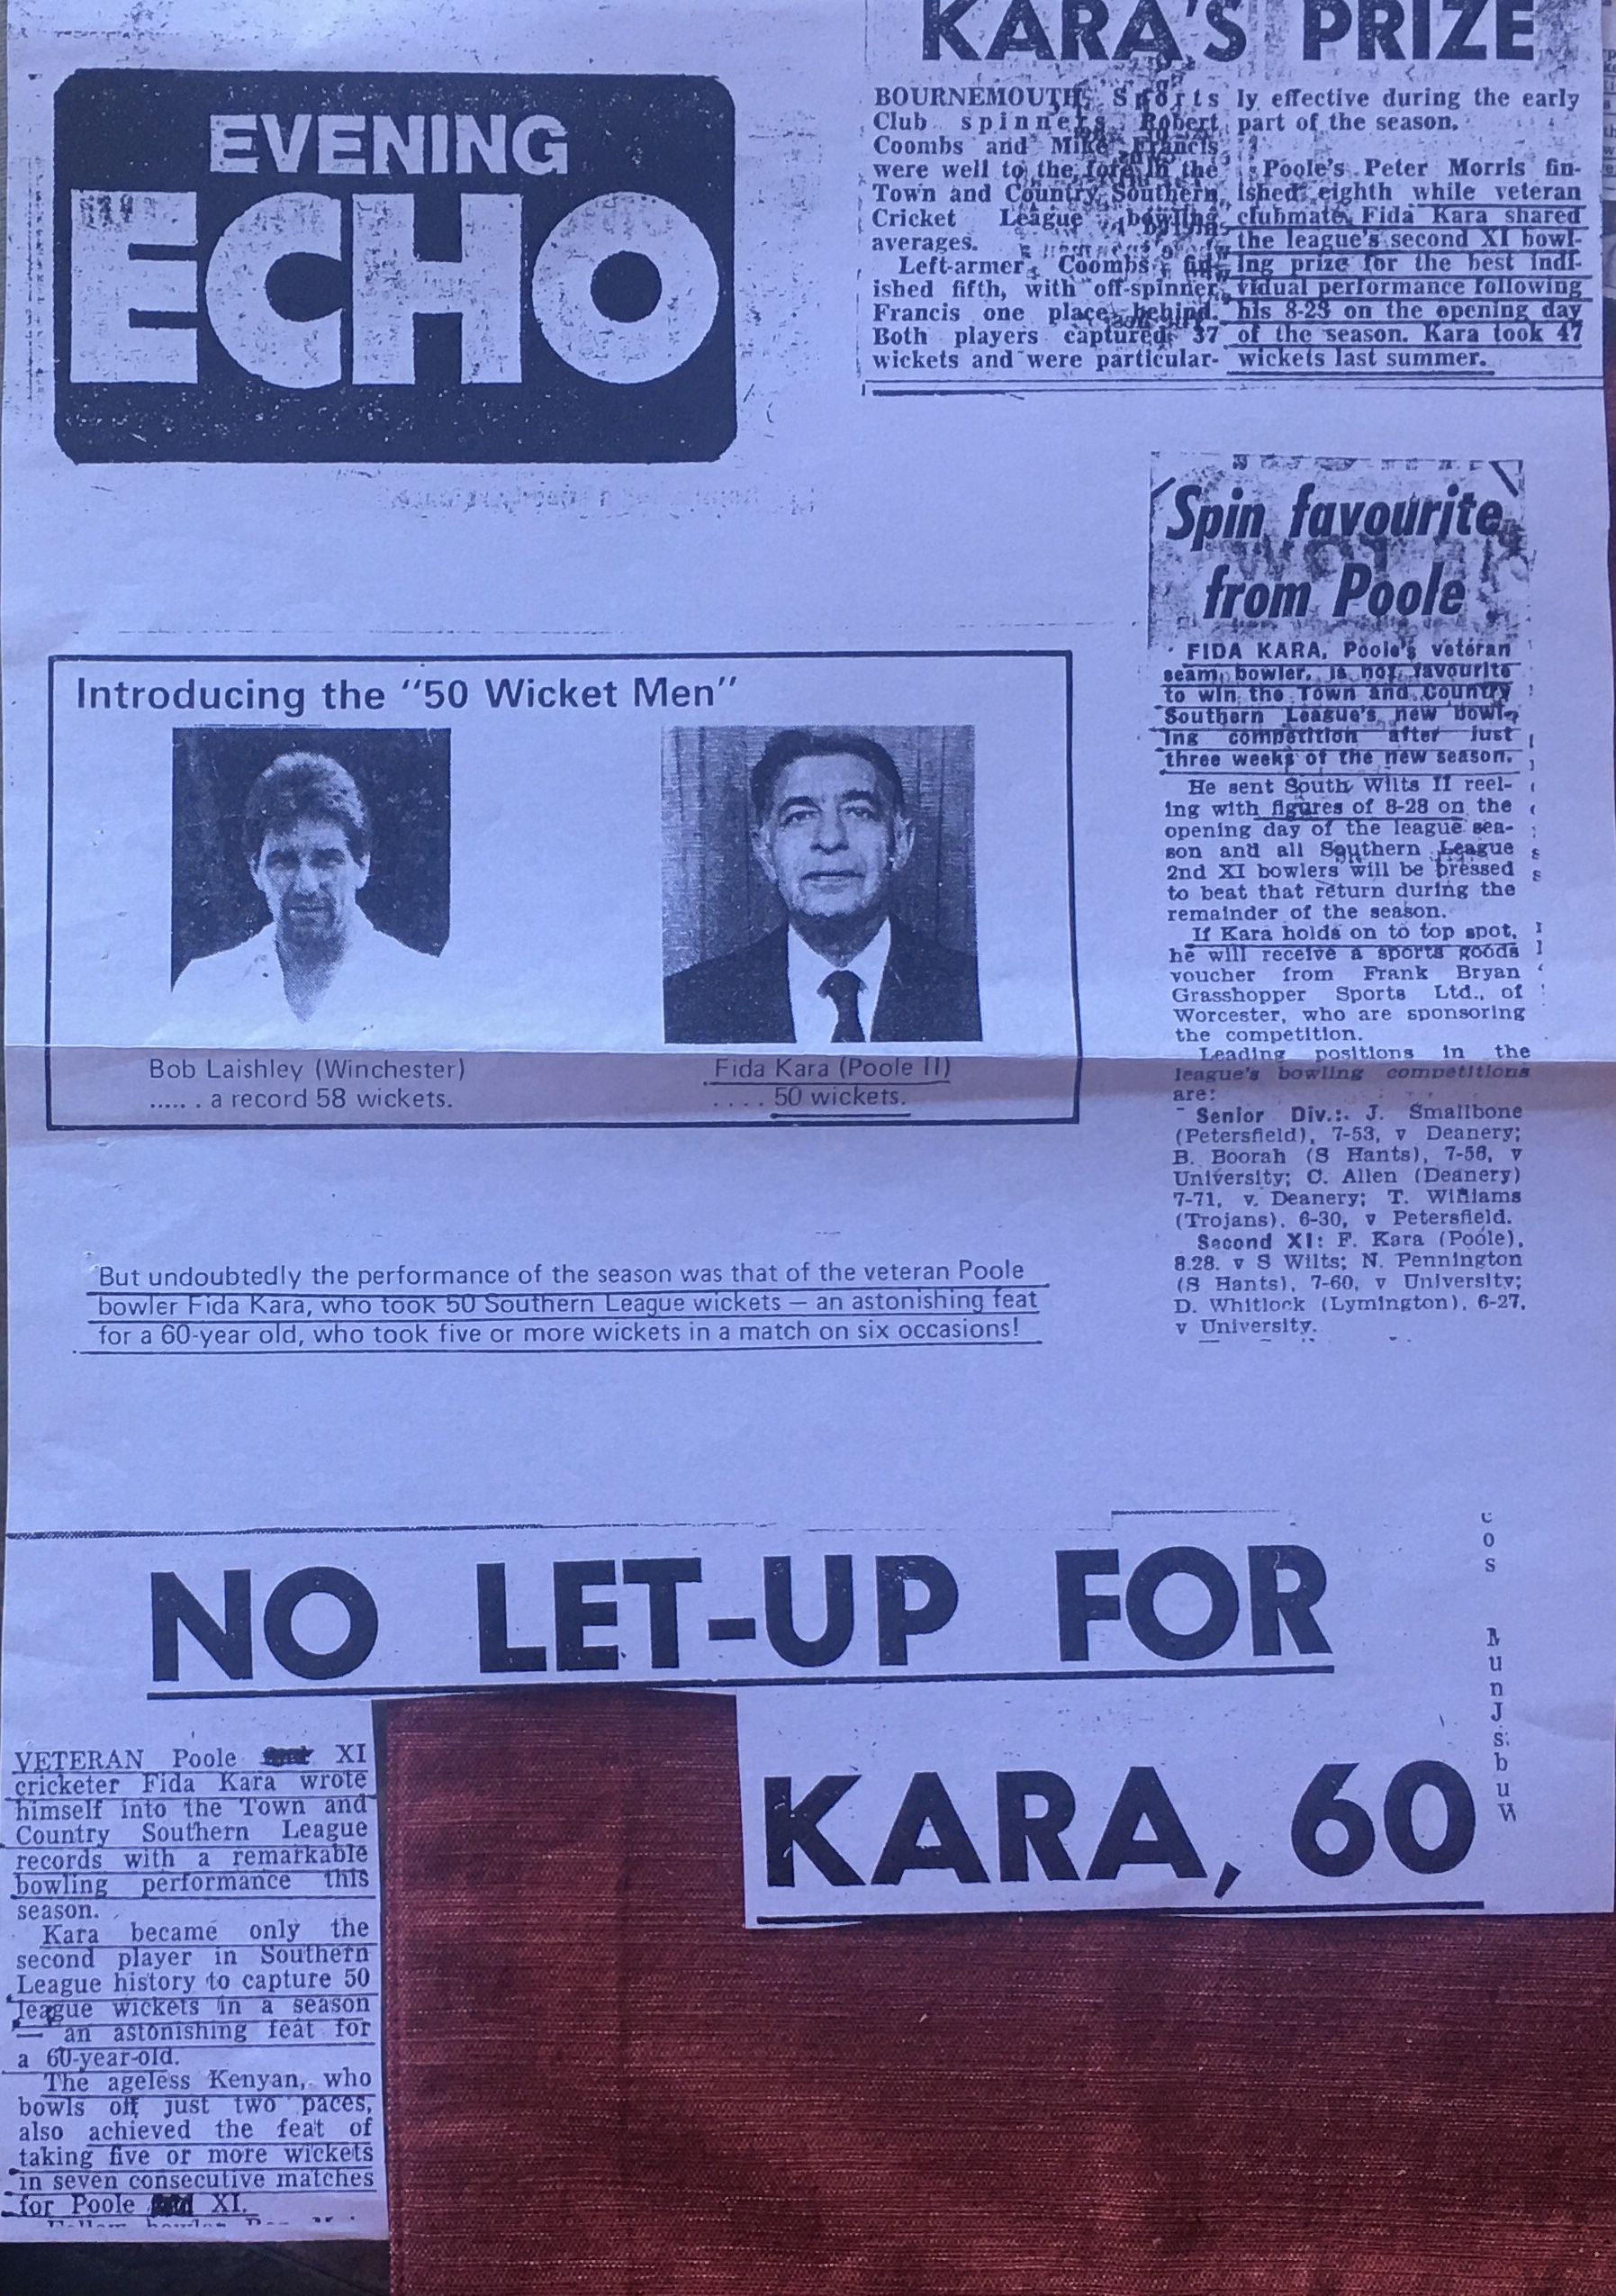 EVENING
ECHO
KARA'S PRIZE
BOURNEMOUTH Sports
Club spinners Robert
Coombs and Mike Francis
were well to the fore in the
Town and Country Southern
Cricket League bowling
averages.
Left-armer Coombs fin-
ished fifth, with off-spinner
Francis one place behind.
Both players captured 37
wickets and were particular-
ly effective during the early
part of the season.
Poole's Peter Morris fin-
ished eighth while veteran
clubmate Fida Kara shared
the league's second XI bowl-
ing prize for the best indi-
vidual performance following
his 8-28 on the opening day
of the season. Kara took 47
wickets last summer.
Spin favourite
from Poole
FIDA KARA, Poole's veteran
seam bowler, is not favourite
to win the Town and Country
Southern League's new bowl-
ing competition after just
three weeks of the new season.
He sent South Wilts II reel-
ing with figures of 8-28 on the
opening day of the league sea-
son and all Southern League
2nd XI bowlers will be pressed
to beat that return during the
remainder of the season.
If Kara holds on to top spot,
he will receive a sports goods
voucher from Frank Bryan
Grasshopper Sports Ltd., of
Worcester, who are sponsoring
the competition.
Leading positions in the
league's bowling competitions
are:
Senior Div.: J. Smallbone
(Petersfield), 7-53, v Deanery;
B. Boorah (S Hants), 7-56, v
University; C. Allen (Deanery)
7-71, v. Deanery; T. Williams
(Trojans), 6-30, v Petersfield.
Second XI: F. Kara (Poole),
8.28. v S Wilts; N. Pennington
(S Hants), 7-60, v University;
D. Whitlock (Lymington), 6-27,
v University.
Introducing the "50 Wicket Men"
Bob Laishley (Winchester)
...... a record 58 wickets.
Fida Kara (Poole II)
.... 50 wickets.
But undoubtedly the performance of the season was that of the veteran Poole
bowler Fida Kara, who took 50 Southern League wickets — an astonishing feat
for a 60-year old, who took five or more wickets in a match on six occasions!
NO LET-UP FOR
KARA, 60
VETERAN Poole XI
cricketer Fida Kara wrote
himself into the Town and
Country Southern League
records with a remarkable
bowling performance this
season.
Kara became only the
second player in Southern
League history to capture 50
league wickets in a season
— an astonishing feat for
a 60-year-old.
The ageless Kenyan, who
bowls off just two paces,
also achieved the feat of
taking five or more wickets
in seven consecutive matches
for Poole XI.